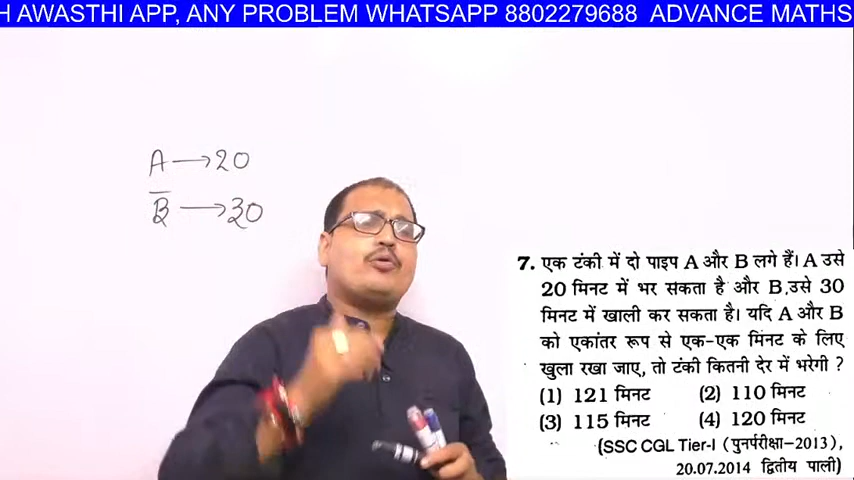 H AWASTHI APP, ANY PROBLEM WHATSAPP 8802279688 ADVANCE MATHS
A → 20
B → 30
7. एक टंकी में दो पाइप A और B लगे हैं। A उसे
20 मिनट में भर सकता है और B, उसे 30
मिनट में खाली कर सकता है। यदि A और B
को एकांतर रूप से एक-एक मिनट के लिए
खुला रखा जाए, तो टंकी कितनी देर में भरेगी ?
(1) 121 मिनट (2) 110 मिनट
(3) 115 मिनट (4) 120 मिनट
(SSC CGL Tier-I (पुनर्परीक्षा–2013),
20.07.2014 द्वितीय पाली)